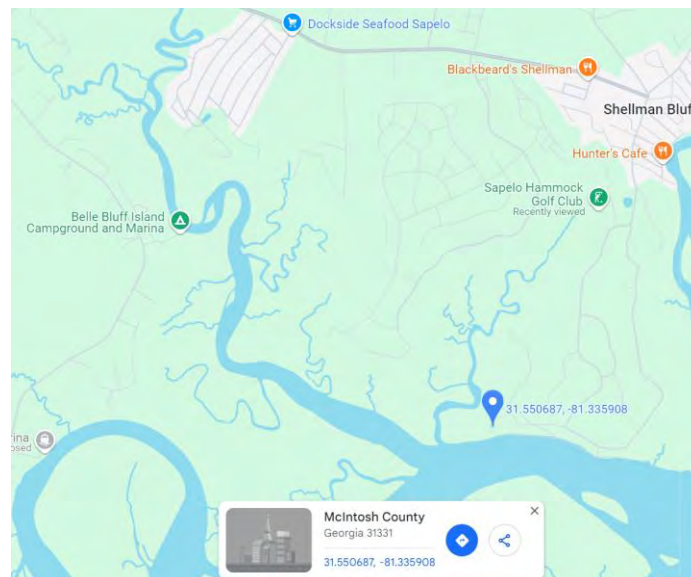 Dockside Seafood Sapelo
Blackbeard's Shellman
Shellman Bluf
Hunter's Cafe
Sapelo Hammock
Golf Club
Recently viewed
Belle Bluff Island
Campground and Marina
31.550687, -81.335908
ina
osed
McIntosh County
Georgia 31331
31.550687, -81.335908